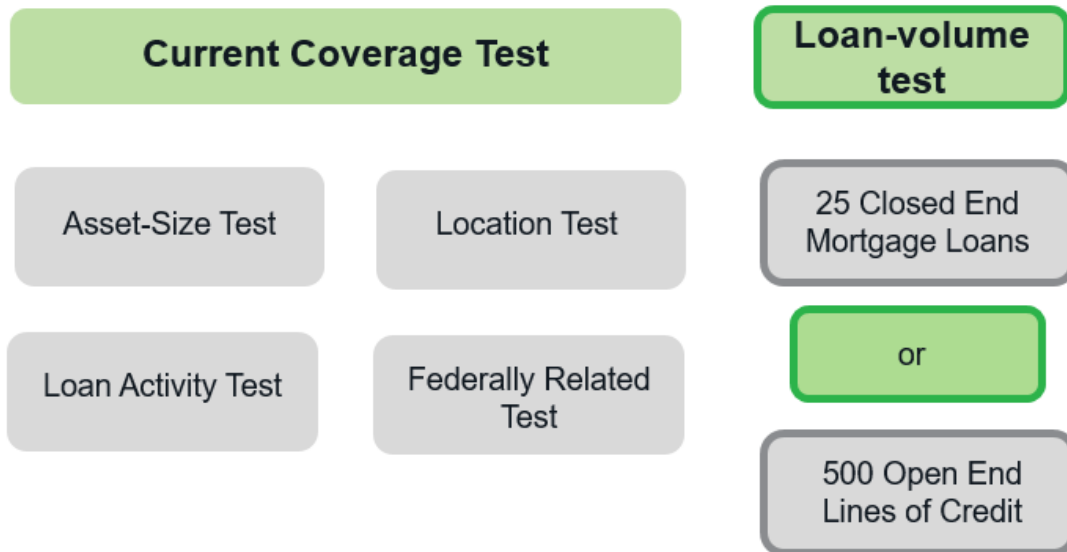 Current Coverage Test
Loan-volume
test
Asset-Size Test
Location Test
25 Closed End
Mortgage Loans
or
Loan Activity Test
Federally Related
Test
500 Open End
Lines of Credit